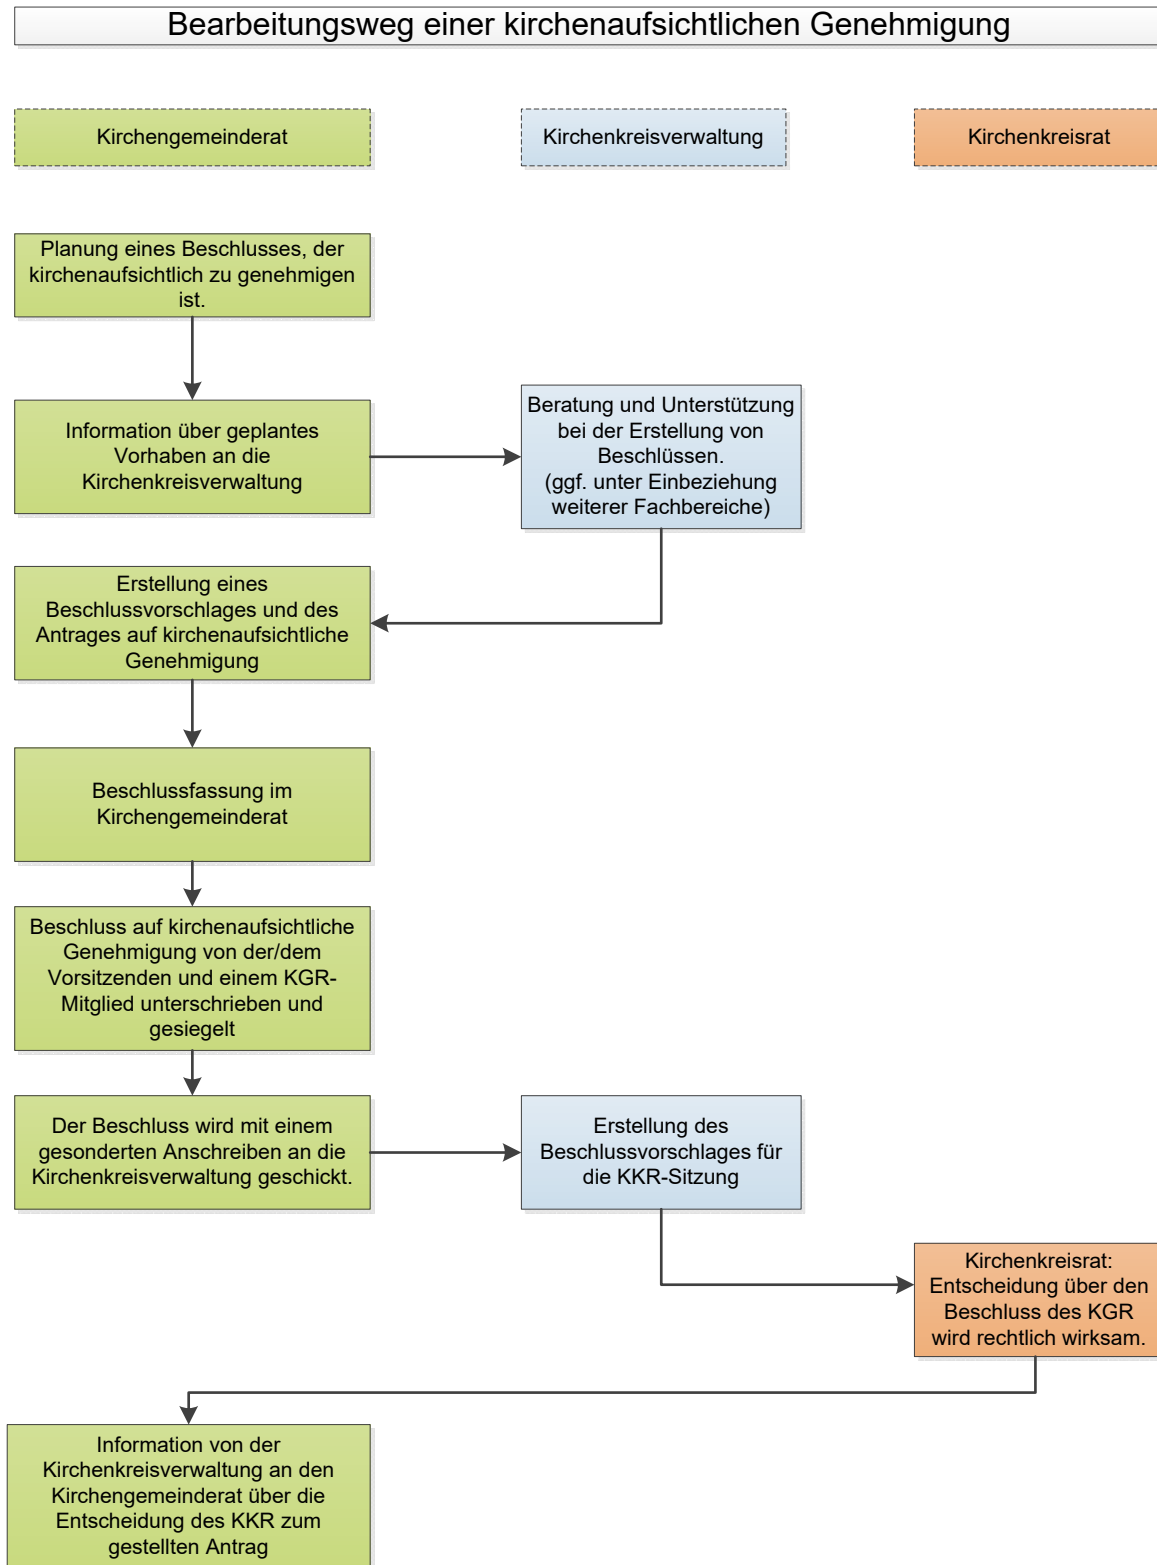 Bearbeitungsweg einer kirchenaufsichtlichen Genehmigung
Kirchengemeinderat
Kirchenkreisverwaltung
Kirchenkreisrat
Planung eines Beschlusses, der
kirchenaufsichtlich zu genehmigen
ist.
Information über geplantes
Vorhaben an die
Kirchenkreisverwaltung
Beratung und Unterstützung
bei der Erstellung von
Beschlüssen.
(ggf. unter Einbeziehung
weiterer Fachbereiche)
Erstellung eines
Beschlussvorschlages und des
Antrages auf kirchenaufsichtliche
Genehmigung
Beschlussfassung im
Kirchengemeinderat
Beschluss auf kirchenaufsichtliche
Genehmigung von der/dem
Vorsitzenden und einem KGR-
Mitglied unterschrieben und
gesiegelt
Der Beschluss wird mit einem
gesonderten Anschreiben an die
Kirchenkreisverwaltung geschickt.
Erstellung des
Beschlussvorschlages für
die KKR-Sitzung
Kirchenkreisrat:
Entscheidung über den
Beschluss des KGR
wird rechtlich wirksam.
Information von der
Kirchenkreisverwaltung an den
Kirchengemeinderat über die
Entscheidung des KKR zum
gestellten Antrag